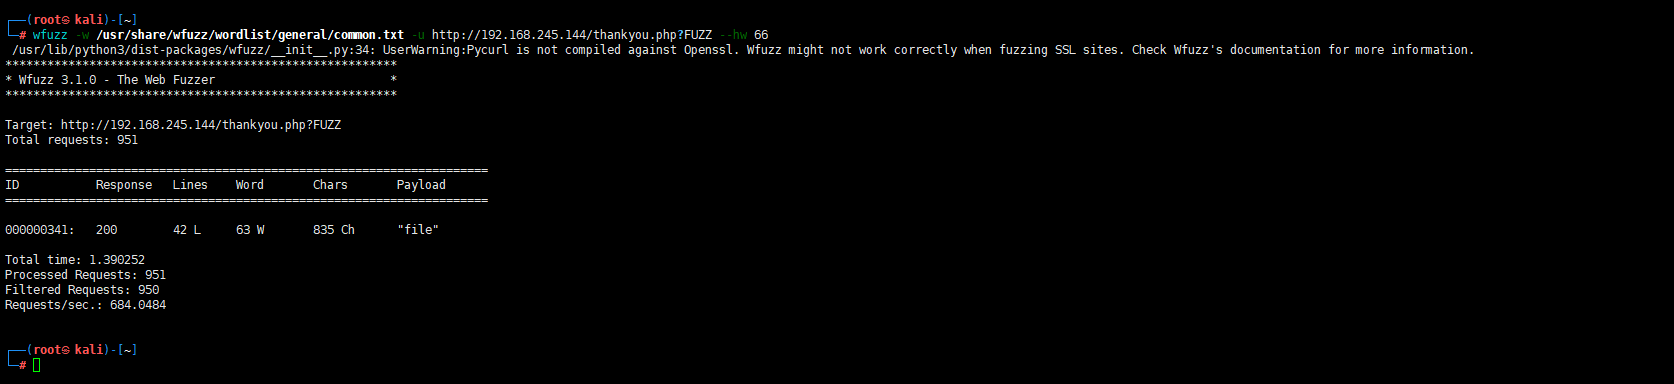 ┌──(root㉿kali)-[~]
└─# wfuzz -w /usr/share/wfuzz/wordlist/general/common.txt -u http://192.168.245.144/thankyou.php?FUZZ --hw 66
 /usr/lib/python3/dist-packages/wfuzz/__init__.py:34: UserWarning:Pycurl is not compiled against Openssl. Wfuzz might not work correctly when fuzzing SSL sites. Check Wfuzz's documentation for more information.
********************************************************
* Wfuzz 3.1.0 - The Web Fuzzer                         *
********************************************************
Target: http://192.168.245.144/thankyou.php?FUZZ
Total requests: 951
=====================================================================
ID           Response   Lines    Word       Chars       Payload
=====================================================================
000000341:   200        42 L     63 W       835 Ch      "file"
Total time: 1.390252
Processed Requests: 951
Filtered Requests: 950
Requests/sec.: 684.0484
┌──(root㉿kali)-[~]
└─#